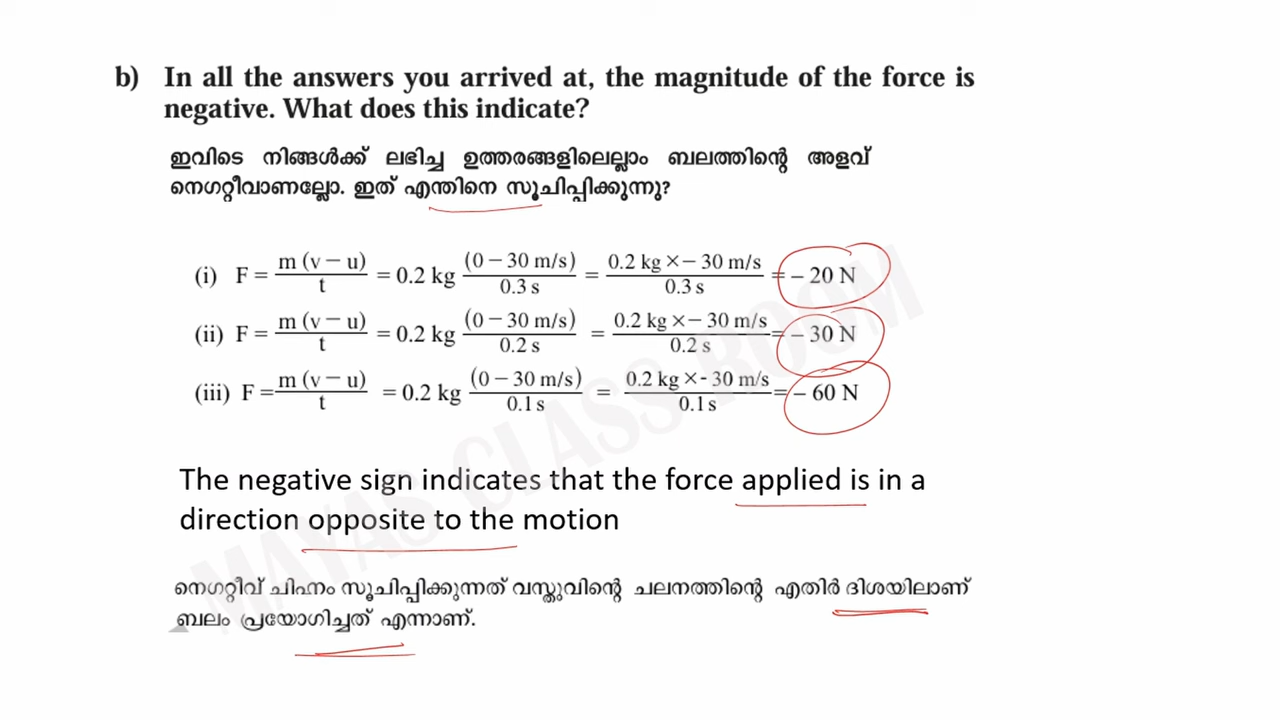 b) In all the answers you arrived at, the magnitude of the force is
negative. What does this indicate?
ഇവിടെ നിങ്ങൾക്ക് ലഭിച്ച ഉത്തരങ്ങളിലെല്ലാം ബലത്തിന്റെ അളവ്
നെഗറ്റീവാണല്ലോ. ഇത് എന്തിനെ സൂചിപ്പിക്കുന്നു?
(i) F = m (v – u) / t = 0.2 kg (0 – 30 m/s) / 0.3 s = 0.2 kg × – 30 m/s / 0.3 s = – 20 N
(ii) F = m (v – u) / t = 0.2 kg (0 – 30 m/s) / 0.2 s = 0.2 kg × – 30 m/s / 0.2 s = – 30 N
(iii) F = m (v – u) / t = 0.2 kg (0 – 30 m/s) / 0.1 s = 0.2 kg × - 30 m/s / 0.1 s = – 60 N
The negative sign indicates that the force applied is in a
direction opposite to the motion
നെഗറ്റീവ് ചിഹ്നം സൂചിപ്പിക്കുന്നത് വസ്തുവിന്റെ ചലനത്തിന്റെ എതിർ ദിശയിലാണ്
ബലം പ്രയോഗിച്ചത് എന്നാണ്.
MAYAS CLASS ROOM